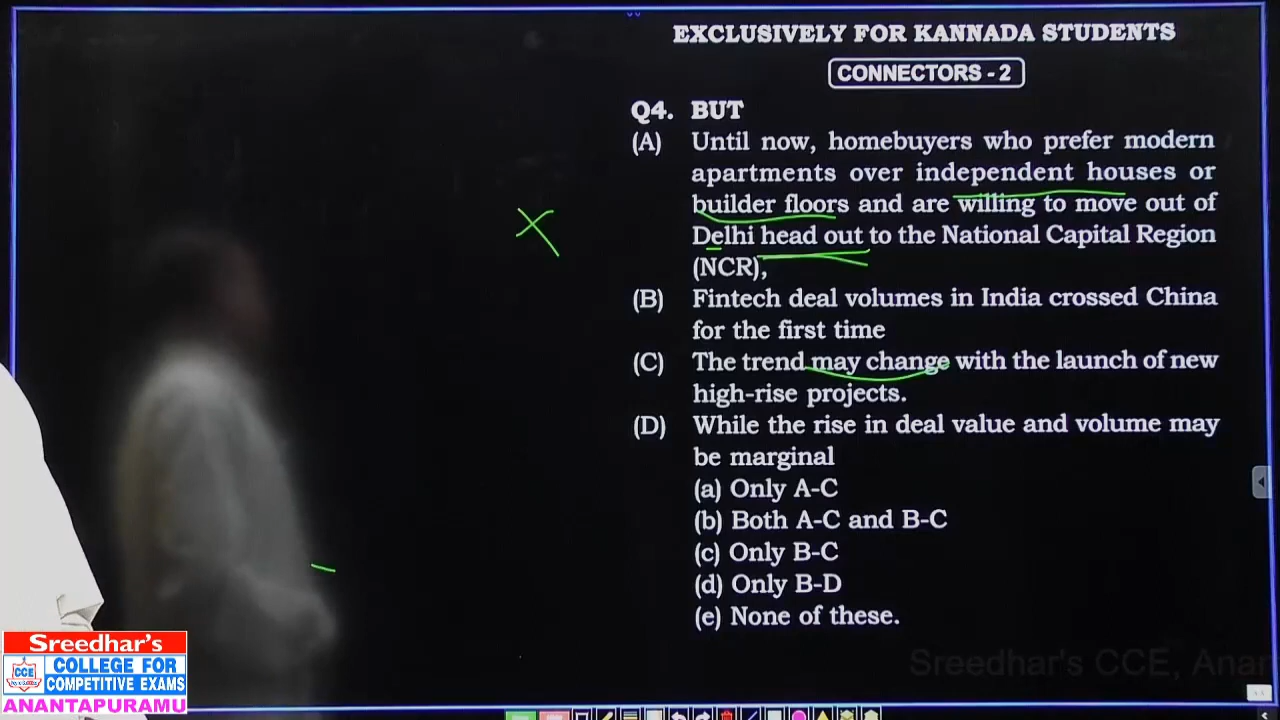 EXCLUSIVELY FOR KANNADA STUDENTS
CONNECTORS - 2
Q4. BUT
(A) Until now, homebuyers who prefer modern
apartments over independent houses or
builder floors and are willing to move out of
Delhi head out to the National Capital Region
(NCR),
(B) Fintech deal volumes in India crossed China
for the first time
(C) The trend may change with the launch of new
high-rise projects.
(D) While the rise in deal value and volume may
be marginal
(a) Only A-C
(b) Both A-C and B-C
(c) Only B-C
(d) Only B-D
(e) None of these.
Sreedhar's CCE, Anan
Sreedhar's
CCE
COLLEGE FOR
COMPETITIVE EXAMS
ANANTAPURAMU